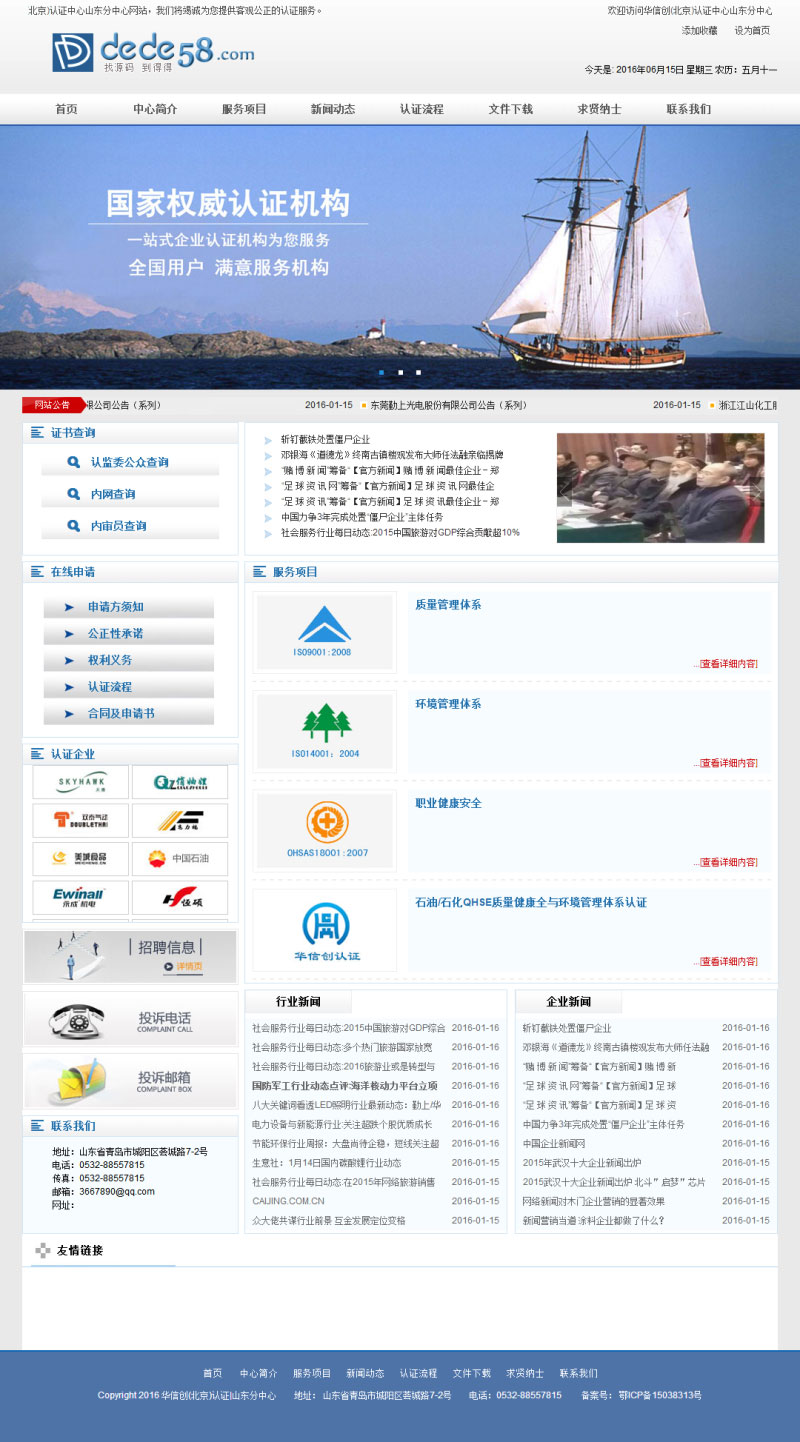 北京)认证中心山东分中心网站，我们将竭诚为您提供客观公正的认证服务。
欢迎访问华信创(北京)认证中心山东分中心
添加收藏 设为首页
dede58.com
找源码 到得得
今天是: 2016年06月15日 星期三 农历：五月十一
首页 中心简介 服务项目 新闻动态 认证流程 文件下载 求贤纳士 联系我们
国家权威认证机构
一站式企业认证机构为您服务
全国用户 满意服务机构
网站公告 限公司公告（系列） 2016-01-15 东莞勤上光电股份有限公司公告（系列） 2016-01-15 浙江江山化工股
证书查询
认监委公众查询
内网查询
内审员查询
斩钉截铁处置僵尸企业
邓银海《道德龙》终南古镇楼观发布大师任法融亲临揭牌
“赌 博 新 闻”筹备“【官方新闻】赌 博 新 闻最佳企业 – 郑
“足 球 资 讯 网”筹备“【官方新闻】足 球 资 讯 网最佳企
“足 球 资 讯 ”筹备“【官方新闻】足 球 资 讯最佳企业 – 郑
中国力争3年完成处置“僵尸企业”主体任务
社会服务行业每日动态:2015中国旅游对GDP综合贡献超10%
在线申请
申请方须知
公正性承诺
权利义务
认证流程
合同及申请书
服务项目
ISO9001:2008
质量管理体系
...[查看详细内容]
ISO14001：2004
环境管理体系
...[查看详细内容]
OHSAS18001:2007
职业健康安全
...[查看详细内容]
华信创认证
石油/石化QHSE质量健康全与环境管理体系认证
...[查看详细内容]
认证企业
SKYHAWK
QZ
双泰气动 DOUBLETHAI
东力福
美城食品 MEICHENG.CN
中国石油
Ewinall 永成 机电
恒硕
招聘信息
详情页
投诉电话
COMPLAINT CALL
投诉邮箱
COMPLAINT BOX
联系我们
地址：山东省青岛市城阳区荟城路7-2号
电话：0532-88557815
传真：0532-88557815
邮箱：3667890@qq.com
网址：
行业新闻
社会服务行业每日动态:2015中国旅游对GDP综合 2016-01-16
社会服务行业每日动态:多个热门旅游国家放宽 2016-01-16
社会服务行业每日动态:2016旅游业或是转型与 2016-01-16
国防军工行业动态点评:海洋核动力平台立项 2016-01-16
八大关键词看透LED照明行业最新动态：勤上/华 2016-01-16
电力设备与新能源行业:关注超跌个股优质成长 2016-01-16
节能环保行业周报：大盘尚待企稳，短线关注超 2016-01-16
生意社：1月14日国内碳酸锂行业动态 2016-01-15
社会服务行业每日动态:在2015年网络旅游销售 2016-01-15
CAIJING.COM.CN 2016-01-15
众大佬共谋行业前景 互金发展定位变格 2016-01-15
企业新闻
斩钉截铁处置僵尸企业 2016-01-16
邓银海《道德龙》终南古镇楼观发布大师任法融 2016-01-16
“赌 博 新 闻”筹备“【官方新闻】赌 博 新 2016-01-16
“足 球 资 讯 网”筹备“【官方新闻】足 球 2016-01-16
“足 球 资 讯 ”筹备“【官方新闻】足 球 资 2016-01-16
中国力争3年完成处置“僵尸企业”主体任务 2016-01-16
中国企业新闻网 2016-01-16
2015年武汉十大企业新闻出炉 2016-01-15
2015武汉十大企业新闻出炉 北斗“启梦”芯片 2016-01-15
网络新闻对木门企业营销的显著效果 2016-01-15
新闻营销当道 涂料企业都做了什么？ 2016-01-15
友情链接
首页 中心简介 服务项目 新闻动态 认证流程 文件下载 求贤纳士 联系我们
Copyright 2016 华信创(北京)认证山东分中心 地址：山东省青岛市城阳区荟城路7-2号 电话：0532-88557815 备案号：鄂ICP备15038313号